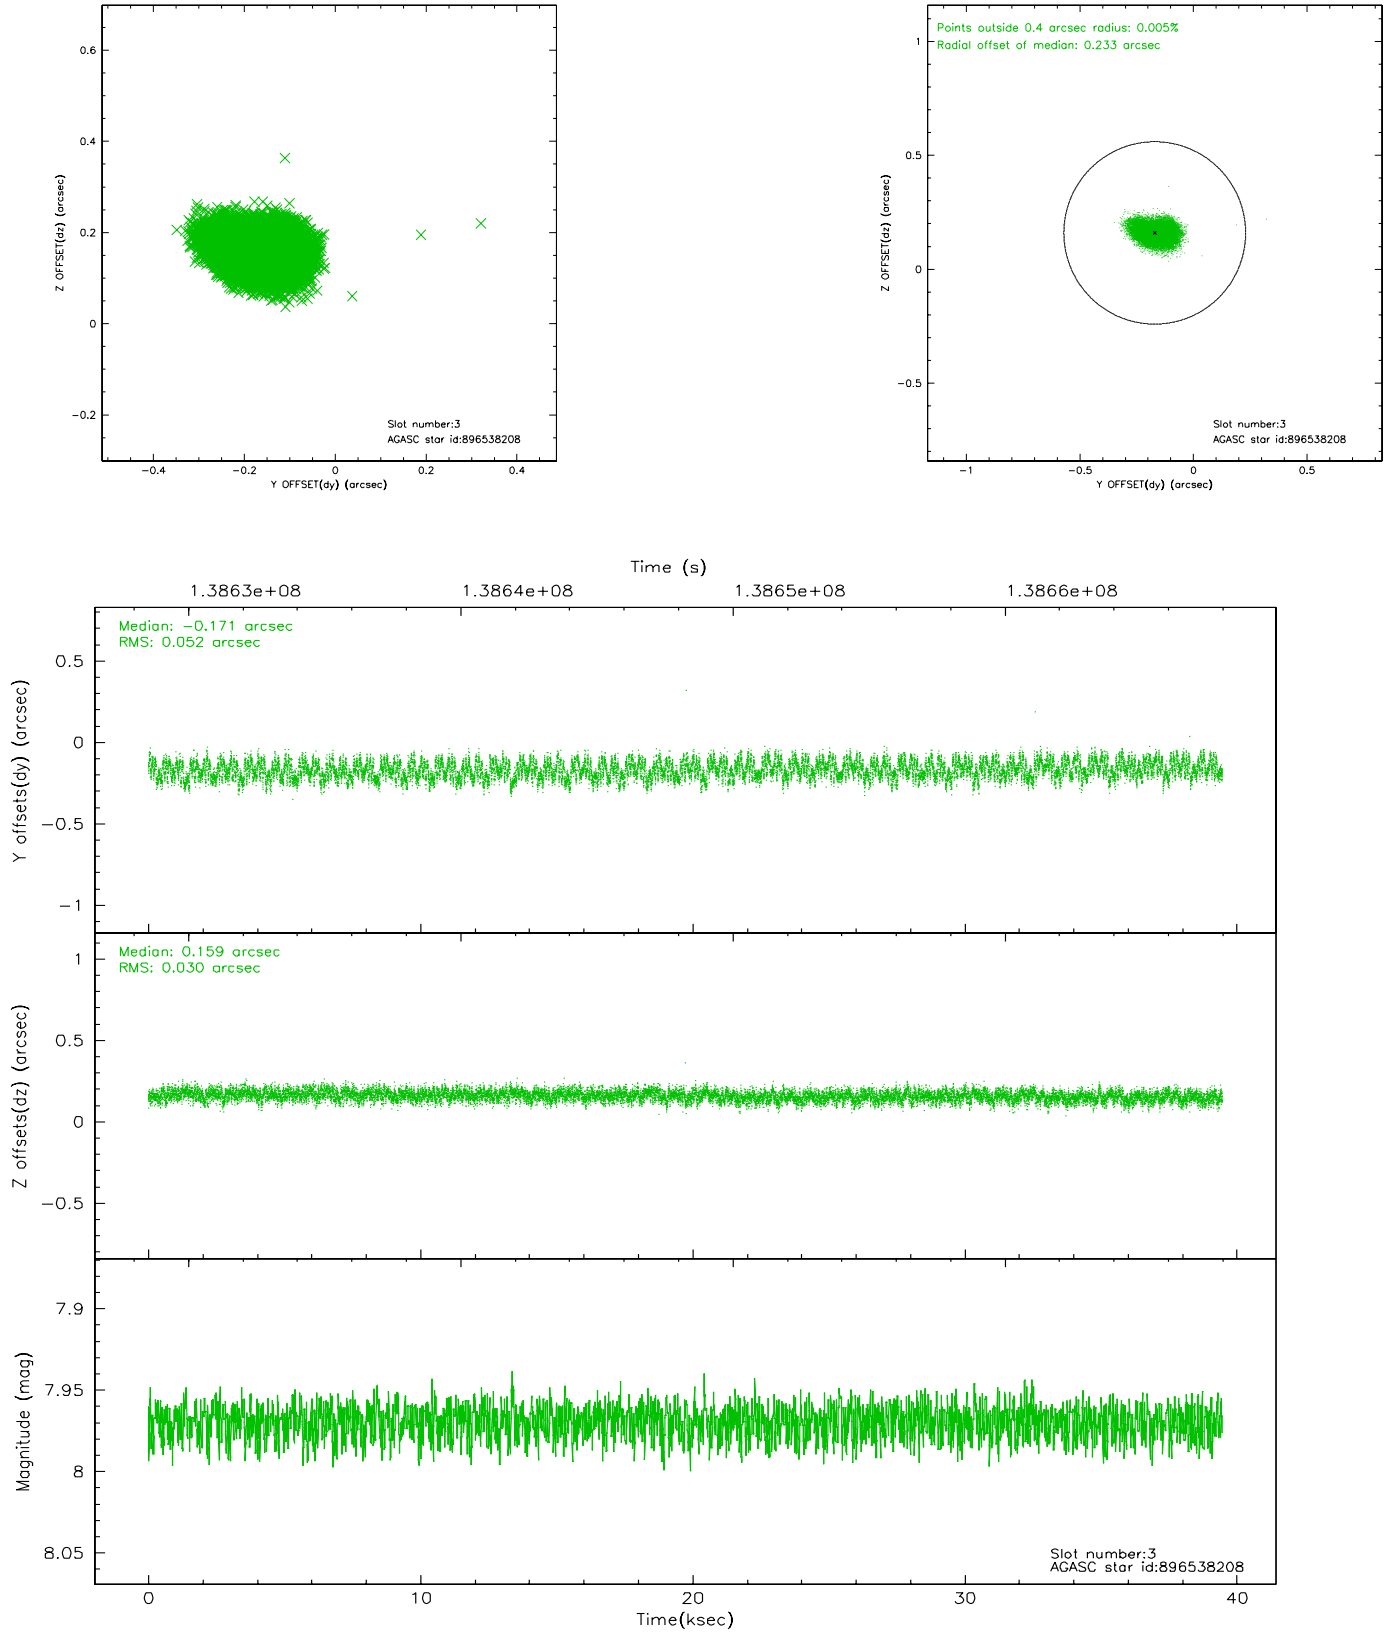 0.6
0.4
0.2
0
−0.2
Z OFFSET(dz) (arcsec)
Slot number:3
AGASC star id:896538208
−0.4
−0.2
0
0.2
0.4
Y OFFSET(dy) (arcsec)
Points outside 0.4 arcsec radius: 0.005%
Radial offset of median: 0.233 arcsec
1
0.5
0
−0.5
Z OFFSET(dz) (arcsec)
Slot number:3
AGASC star id:896538208
−1
−0.5
0
0.5
Y OFFSET(dy) (arcsec)
Time (s)
1.3863e+08
1.3864e+08
1.3865e+08
1.3866e+08
Median: −0.171 arcsec
RMS: 0.052 arcsec
0.5
0
−0.5
−1
Y offsets(dy) (arcsec)
Median: 0.159 arcsec
RMS: 0.030 arcsec
1
0.5
0
−0.5
Z offsets(dz) (arcsec)
7.9
7.95
8
8.05
Magnitude (mag)
Slot number:3
AGASC star id:896538208
0
10
20
30
40
Time(ksec)